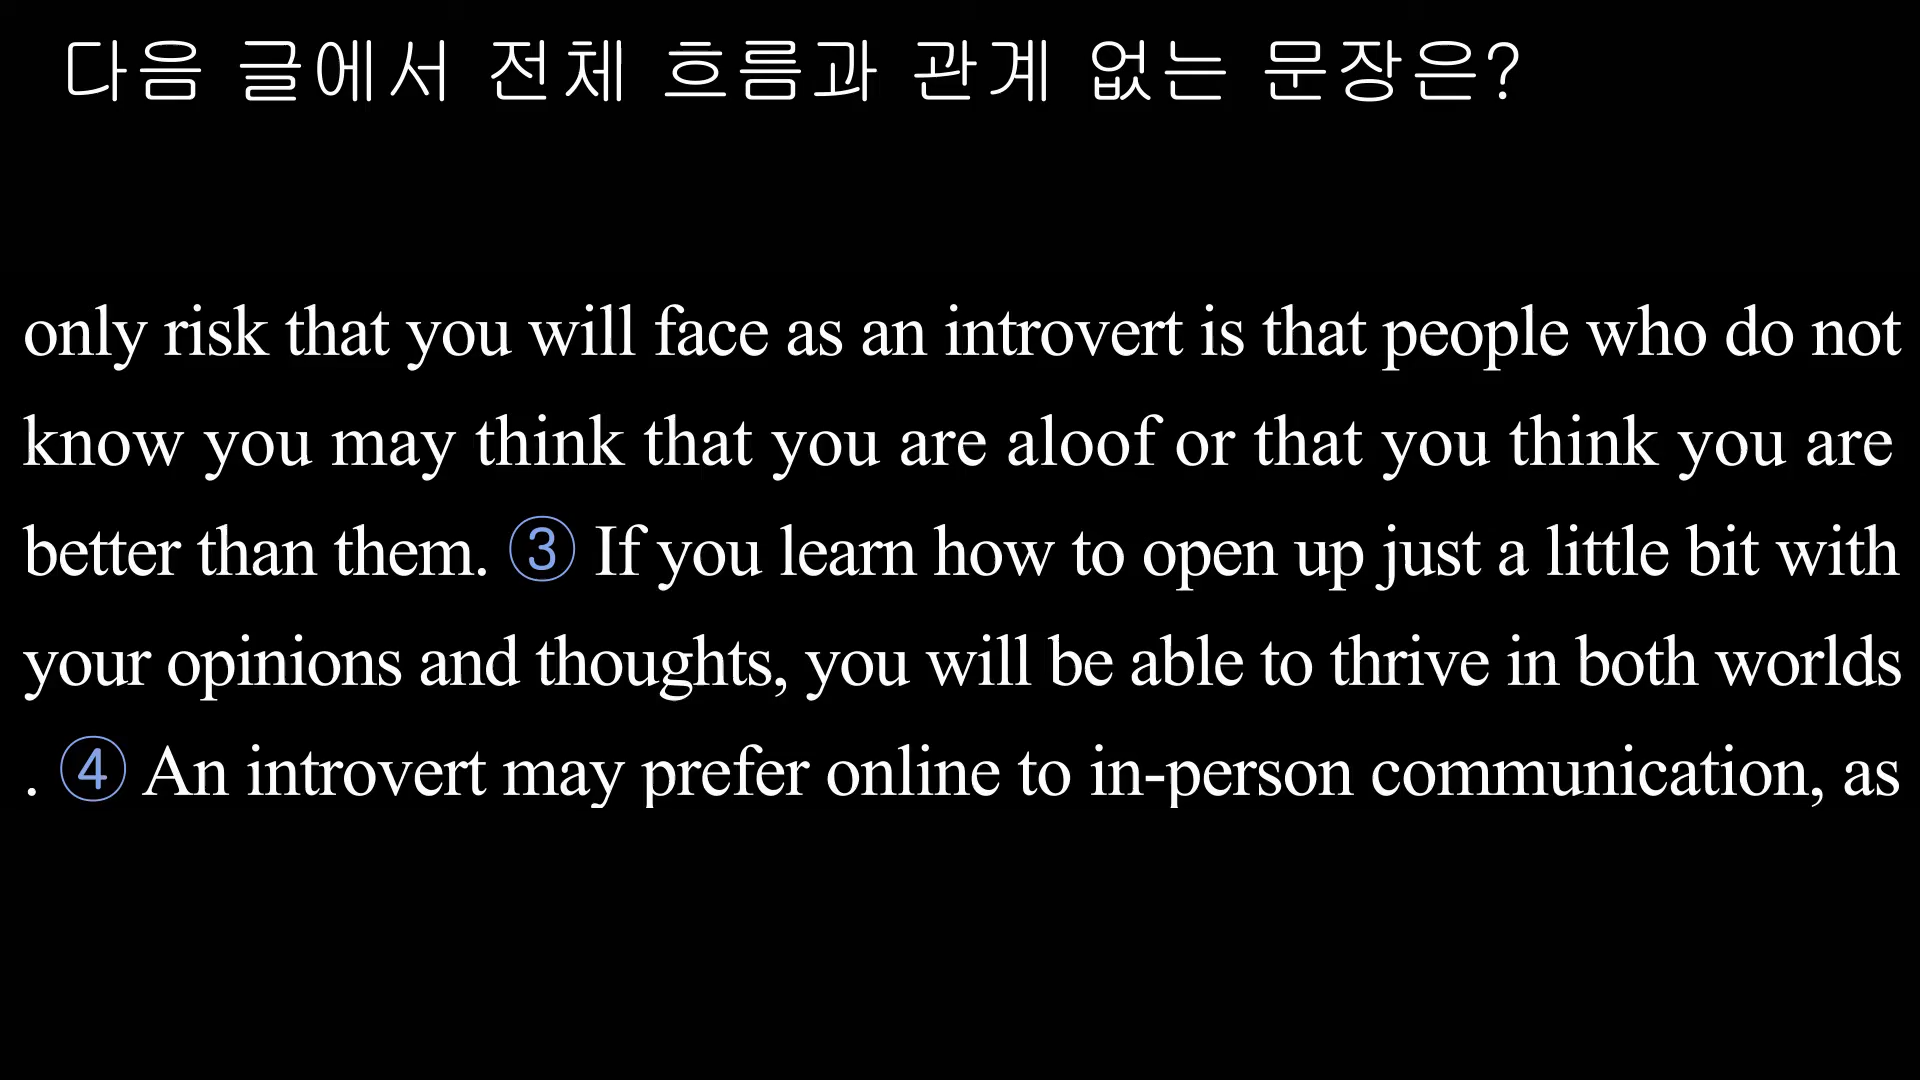 다음 글에서 전체 흐름과 관계 없는 문장은?
only risk that you will face as an introvert is that people who do not
know you may think that you are aloof or that you think you are
better than them. ③ If you learn how to open up just a little bit with
your opinions and thoughts, you will be able to thrive in both worlds
. ④ An introvert may prefer online to in-person communication, as